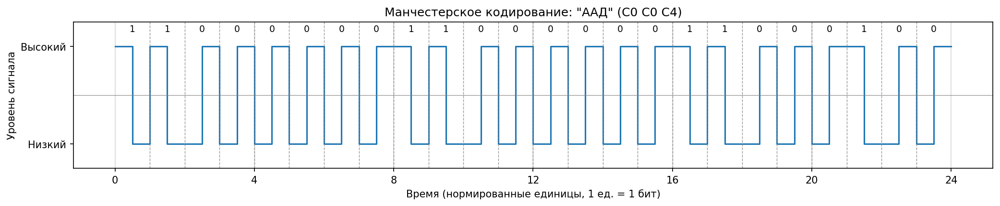 Манчестерское кодирование: "ААД" (C0 C0 C4)
1 1 0 0 0 0 0 0 1 1 0 0 0 0 0 0 1 1 0 0 0 1 0 0
Высокий
Уровень сигнала
Низкий
0 4 8 12 16 20 24
Время (нормированные единицы, 1 ед. = 1 бит)